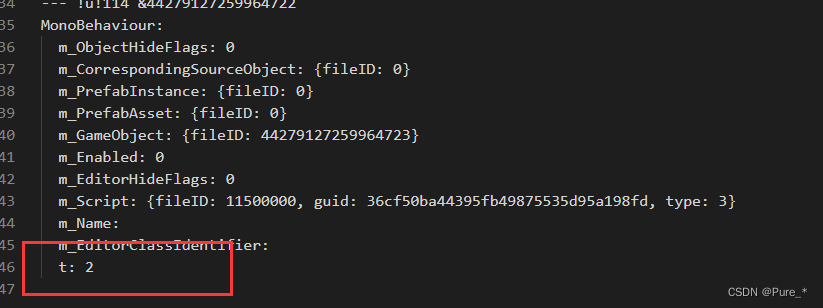 34 --- !u!114 &44279127259964722
35 MonoBehaviour:
36 m_ObjectHideFlags: 0
37 m_CorrespondingSourceObject: {fileID: 0}
38 m_PrefabInstance: {fileID: 0}
39 m_PrefabAsset: {fileID: 0}
40 m_GameObject: {fileID: 44279127259964723}
41 m_Enabled: 0
42 m_EditorHideFlags: 0
43 m_Script: {fileID: 11500000, guid: 36cf50ba44395fb49875535d95a198fd, type: 3}
44 m_Name:
45 m_EditorClassIdentifier:
46 t: 2
47
CSDN @Pure_*